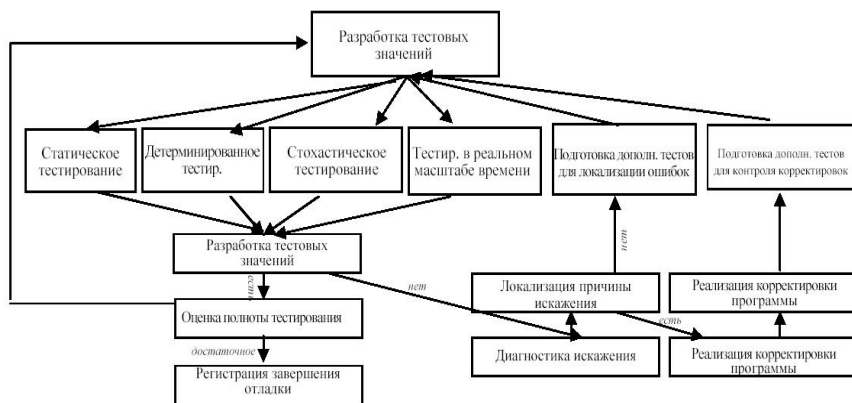 Разработка тестовых
значений
Статическое
тестирование
Детерминированное
тестир.
Стохастическое
тестирование
Тестир. в реальном
масштабе времени
Подготовка дополн. тестов
для локализации ошибок
Подготовка дополн. тестов
для контроля корректировок
Разработка тестовых
значений
есть
нет
нет
Локализация причины
искажения
Реализация корректировки
программы
Оценка полноты тестирования
есть
достаточное
Диагностика искажения
Реализация корректировки
программы
Регистрация завершения
отладки